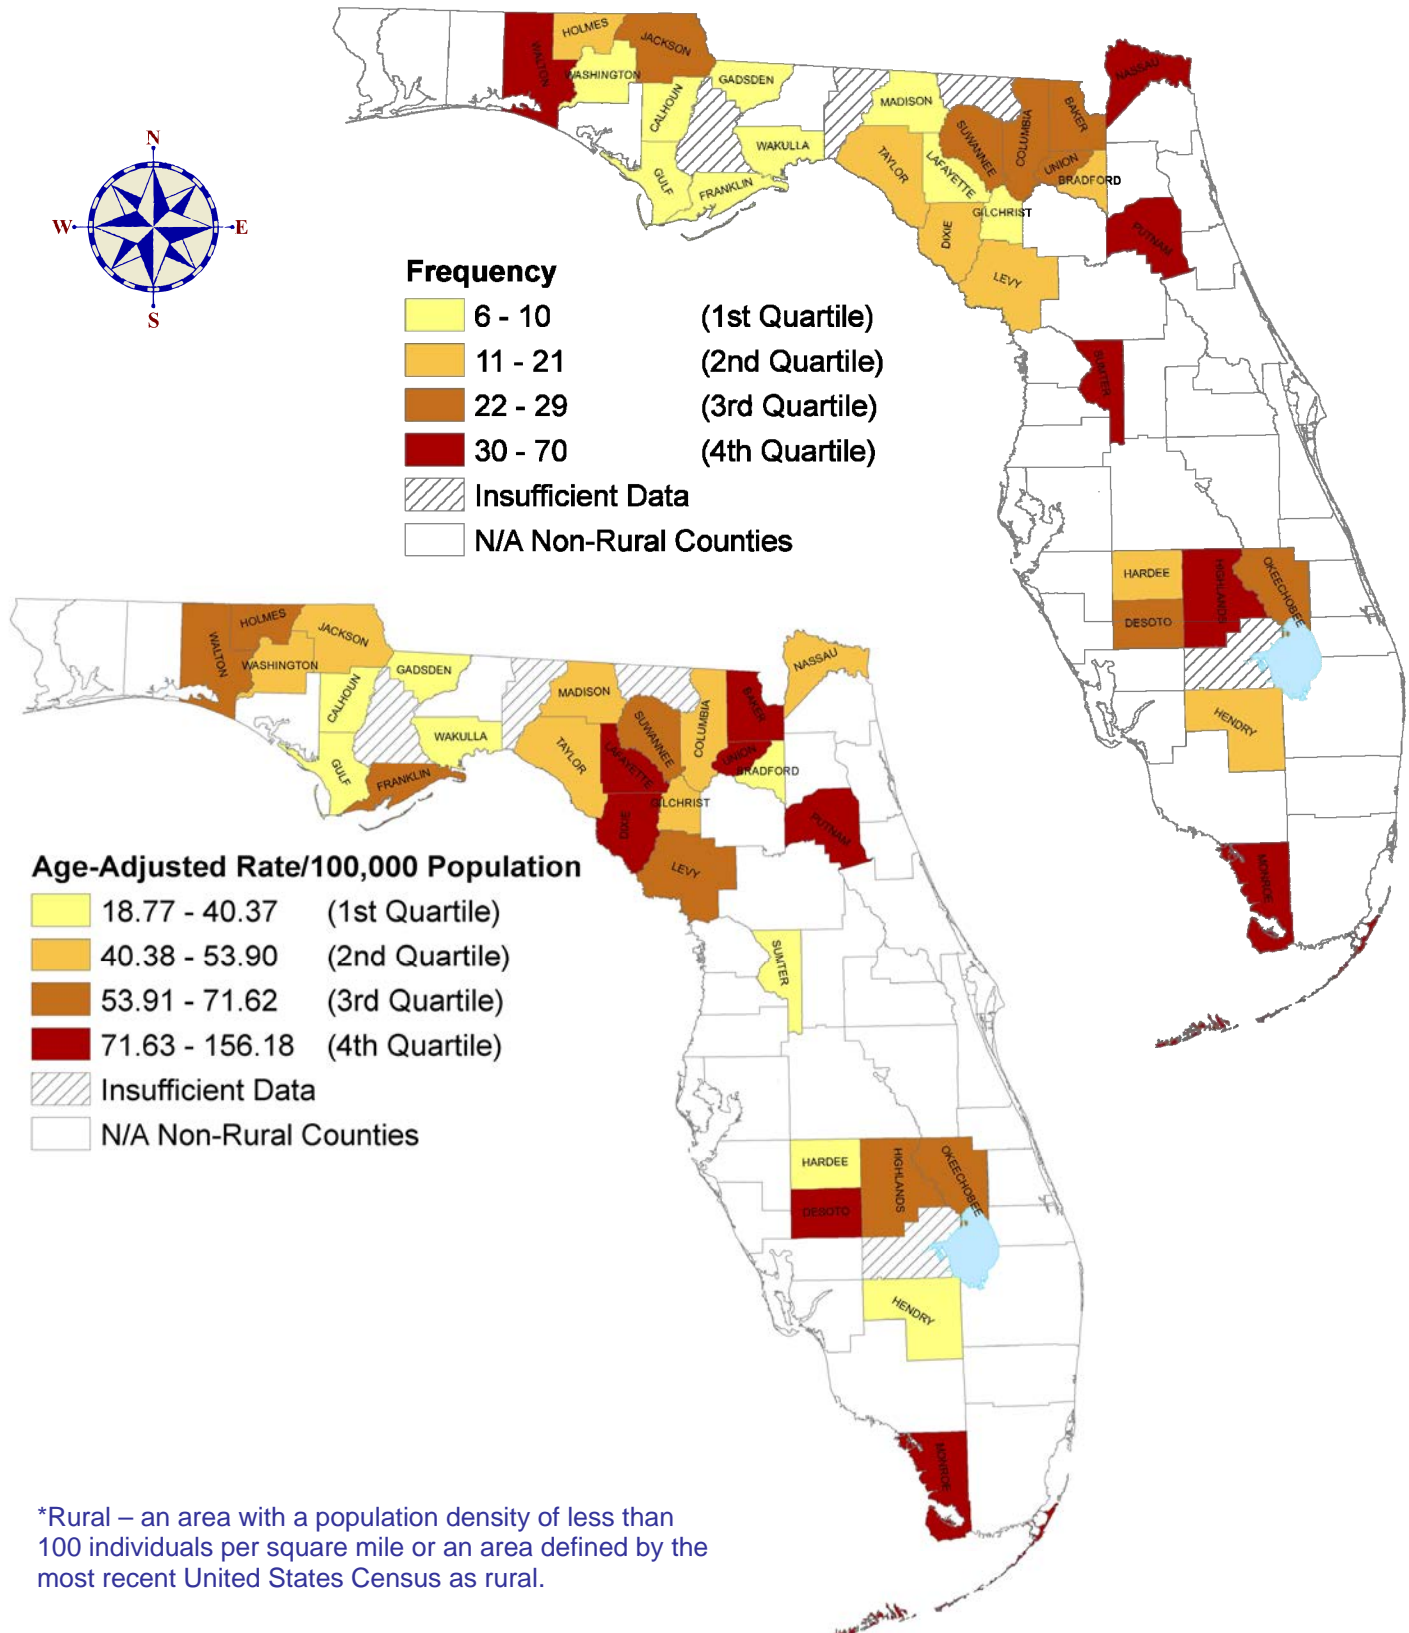 HOLMES
JACKSON
WALTON
WASHINGTON
GADSDEN
CALHOUN
WAKULLA
GULF
FRANKLIN
MADISON
TAYLOR
LAFAYETTE
SUWANNEE
COLUMBIA
BAKER
UNION
BRADFORD
GILCHRIST
DIXIE
LEVY
NASSAU
PUTNAM
SUMTER
HARDEE
DESOTO
HIGHLANDS
OKEECHOBEE
HENDRY
MONROE
N
W
E
S
Frequency
6 - 10 (1st Quartile)
11 - 21 (2nd Quartile)
22 - 29 (3rd Quartile)
30 - 70 (4th Quartile)
Insufficient Data
N/A Non-Rural Counties
HOLMES
JACKSON
WALTON
WASHINGTON
GADSDEN
CALHOUN
WAKULLA
GULF
FRANKLIN
MADISON
TAYLOR
LAFAYETTE
SUWANNEE
COLUMBIA
BAKER
UNION
BRADFORD
GILCHRIST
DIXIE
LEVY
NASSAU
PUTNAM
SUMTER
HARDEE
DESOTO
HIGHLANDS
OKEECHOBEE
HENDRY
MONROE
Age-Adjusted Rate/100,000 Population
18.77 - 40.37 (1st Quartile)
40.38 - 53.90 (2nd Quartile)
53.91 - 71.62 (3rd Quartile)
71.63 - 156.18 (4th Quartile)
Insufficient Data
N/A Non-Rural Counties
*Rural – an area with a population density of less than
100 individuals per square mile or an area defined by the
most recent United States Census as rural.